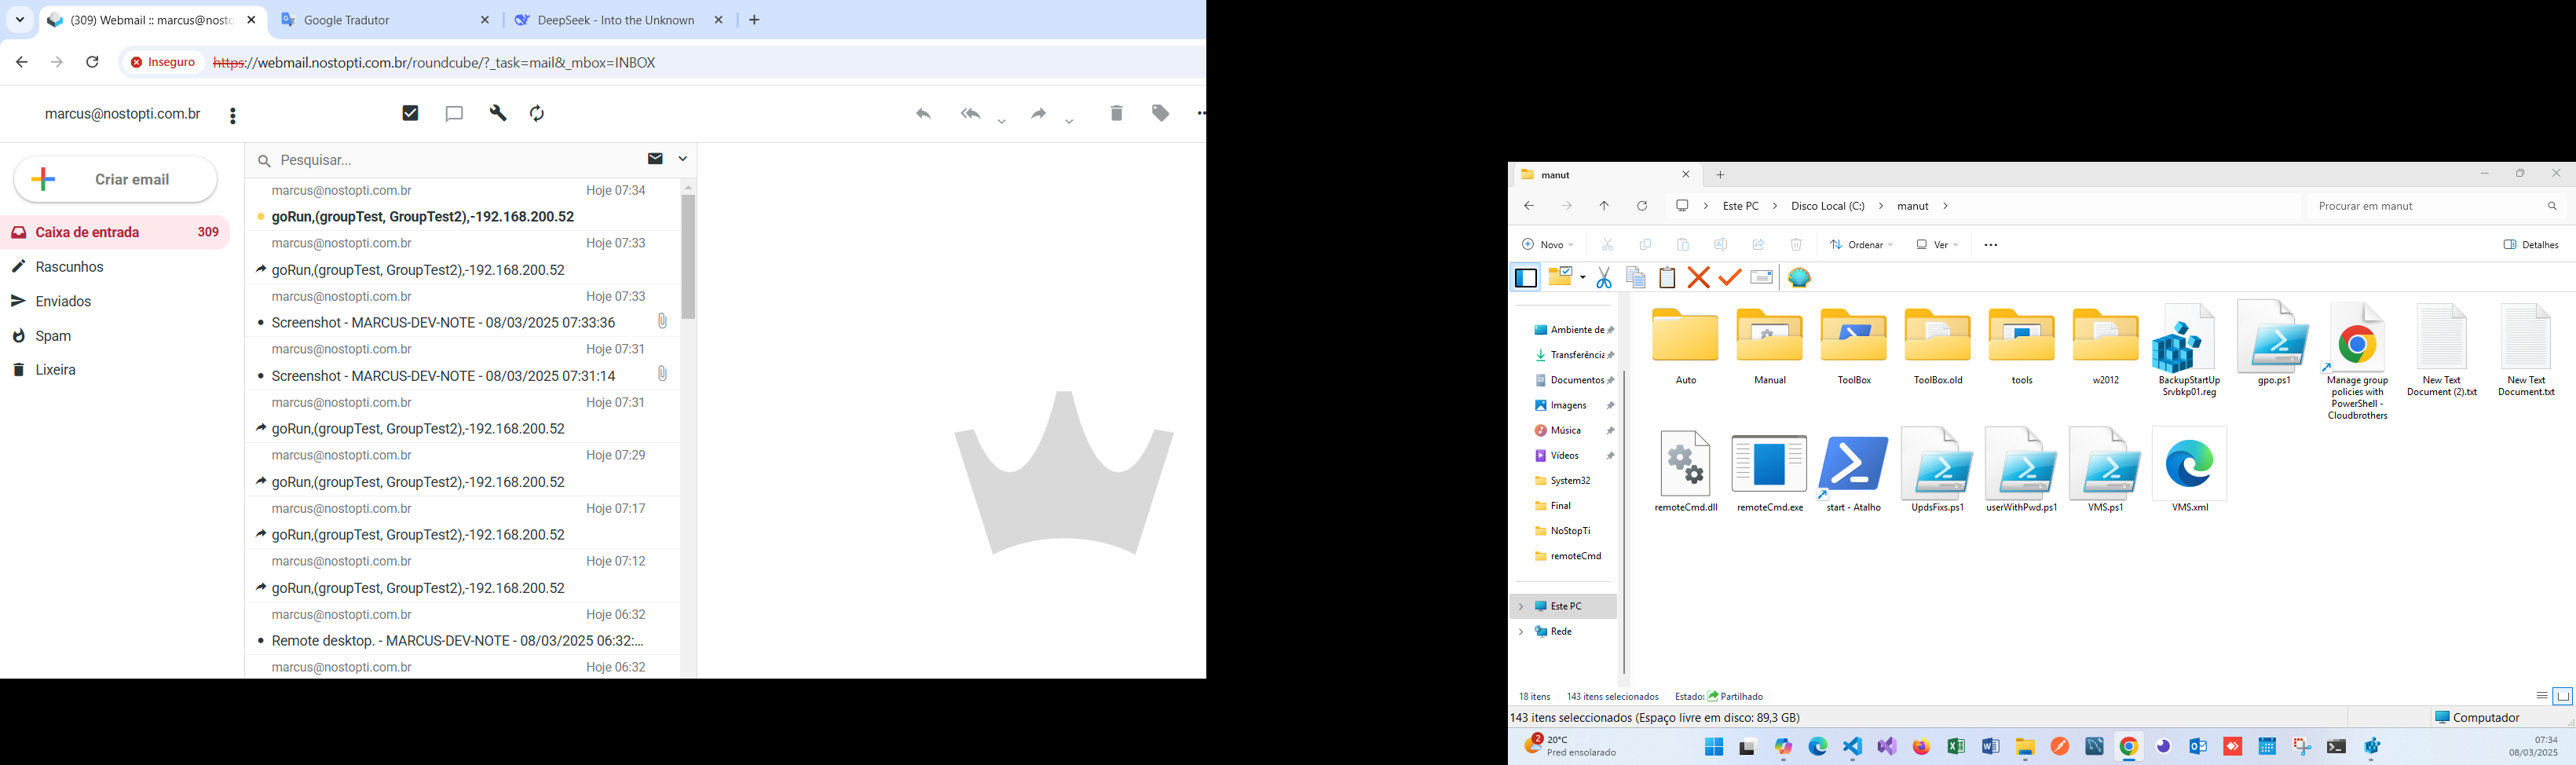 (309) Webmail :: marcus@nosto
Google Tradutor
DeepSeek - Into the Unknown
Inseguro
https://webmail.nostopti.com.br/roundcube/?_task=mail&_mbox=INBOX
marcus@nostopti.com.br
Criar email
Caixa de entrada 309
Rascunhos
Enviados
Spam
Lixeira
Pesquisar...
marcus@nostopti.com.br Hoje 07:34
goRun,(groupTest, GroupTest2),-192.168.200.52
marcus@nostopti.com.br Hoje 07:33
goRun,(groupTest, GroupTest2),-192.168.200.52
marcus@nostopti.com.br Hoje 07:33
Screenshot - MARCUS-DEV-NOTE - 08/03/2025 07:33:36
marcus@nostopti.com.br Hoje 07:31
Screenshot - MARCUS-DEV-NOTE - 08/03/2025 07:31:14
marcus@nostopti.com.br Hoje 07:31
goRun,(groupTest, GroupTest2),-192.168.200.52
marcus@nostopti.com.br Hoje 07:29
goRun,(groupTest, GroupTest2),-192.168.200.52
marcus@nostopti.com.br Hoje 07:17
goRun,(groupTest, GroupTest2),-192.168.200.52
marcus@nostopti.com.br Hoje 07:12
goRun,(groupTest, GroupTest2),-192.168.200.52
marcus@nostopti.com.br Hoje 06:32
Remote desktop. - MARCUS-DEV-NOTE - 08/03/2025 06:32:...
marcus@nostopti.com.br Hoje 06:32
manut
Este PC > Disco Local (C:) > manut >
Procurar em manut
Novo
Ordenar
Ver
Detalhes
Ambiente de
Transferência
Documentos
Imagens
Música
Vídeos
System32
Final
NoStopTi
remoteCmd
Este PC
Rede
Auto
Manual
ToolBox
ToolBox.old
tools
w2012
BackupStartUp
Srvbkp01.reg
gpo.ps1
Manage group
policies with
PowerShell -
Cloudbrothers
New Text
Document (2).txt
New Text
Document.txt
remoteCmd.dll
remoteCmd.exe
start - Atalho
UpdsFixs.ps1
userWithPwd.ps1
VMS.ps1
VMS.xml
18 itens 143 itens selecionados Estado: Partilhado
143 itens seleccionados (Espaço livre em disco: 89,3 GB)
Computador
2
20°C
Pred ensolarado
07:34
08/03/2025